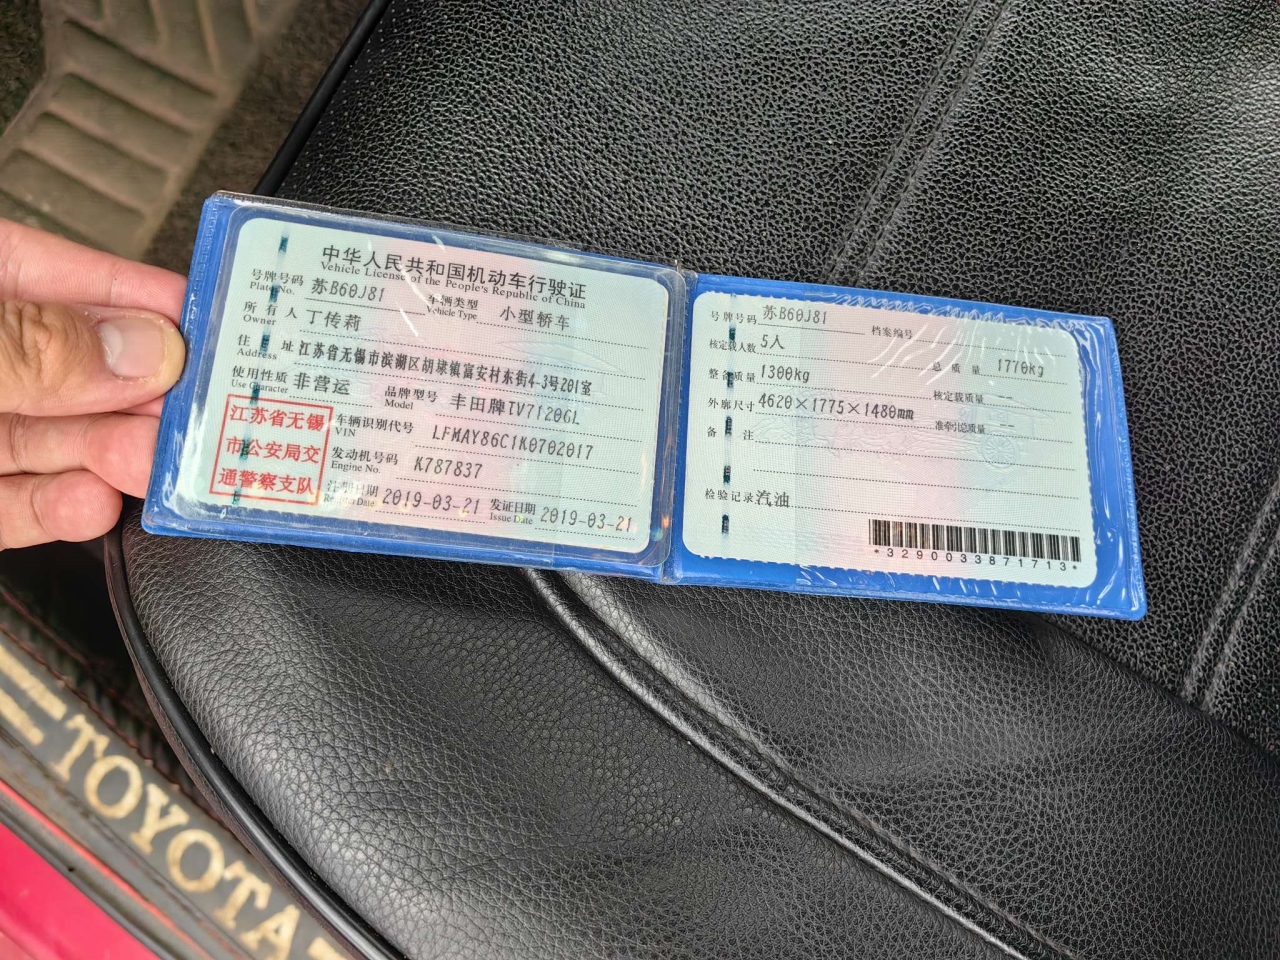 中华人民共和国机动车行驶证
Vehicle License of the People's Republic of China
号牌号码 苏B60J81 车辆类型 小型轿车
Plate No. Vehicle Type
所有人 丁传莉
Owner
住址 江苏省无锡市滨湖区胡埭镇富安村东街4-3号201室
Address
使用性质 非营运 品牌型号 丰田牌TV7120GL
Use Character Model
江苏省无锡
市公安局交
通警察支队
车辆识别代号 LFMAY86C1K0702017
VIN
发动机号码 K787837
Engine No.
注册日期 2019-03-21 发证日期 2019-03-21
Register Date Issue Date
号牌号码 苏B60J81 档案编号
核定载人数 5人 总质量 1770kg
整备质量 1300kg 核定载质量 --
外廓尺寸 4620×1775×1480mm 准牵引总质量 --
备注
检验记录 汽油
*3290033871713*
TOYOTA